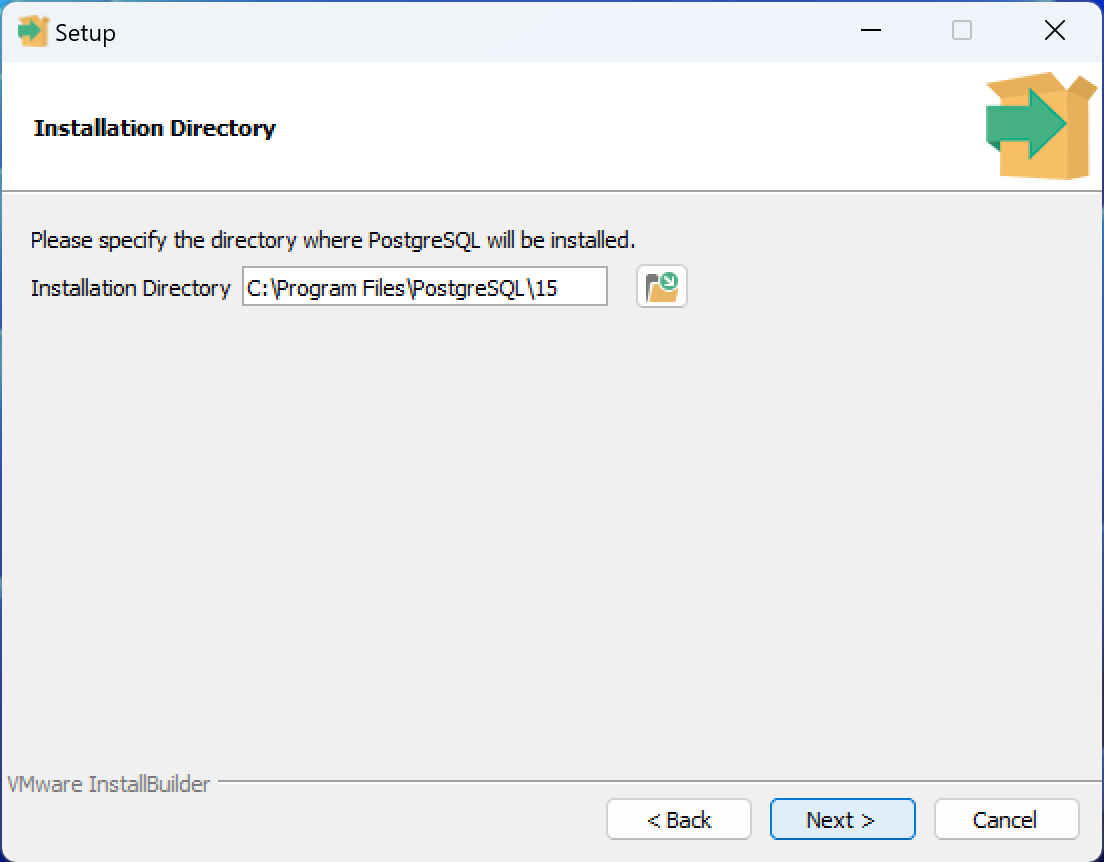 Setup
Installation Directory
Please specify the directory where PostgreSQL will be installed.
Installation Directory C:\Program Files\PostgreSQL\15
VMware InstallBuilder
< Back Next > Cancel